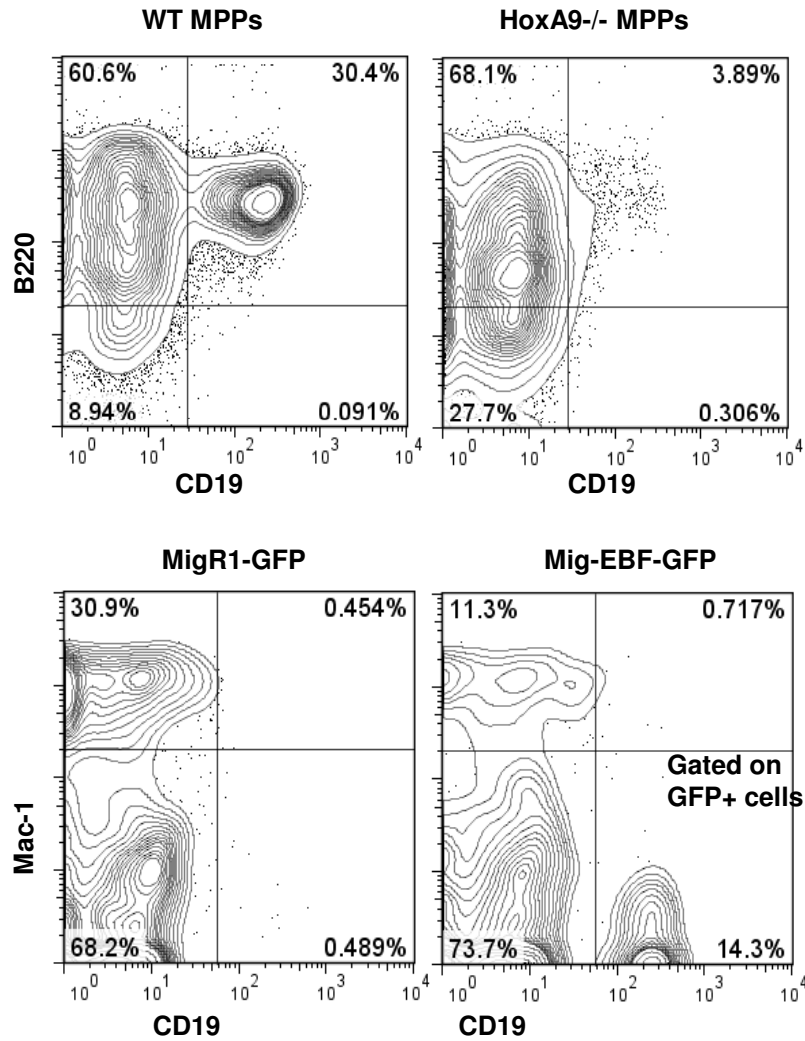 WT MPPs
HoxA9-/- MPPs
60.6%
30.4%
68.1%
3.89%
B220
8.94%
0.091%
27.7%
0.306%
10^0 10^1 10^2 10^3 10^4
10^0 10^1 10^2 10^3 10^4
CD19
CD19
MigR1-GFP
Mig-EBF-GFP
30.9%
0.454%
11.3%
0.717%
Gated on
GFP+ cells
Mac-1
68.2%
0.489%
73.7%
14.3%
10^0 10^1 10^2 10^3 10^4
10^0 10^1 10^2 10^3 10^4
CD19
CD19